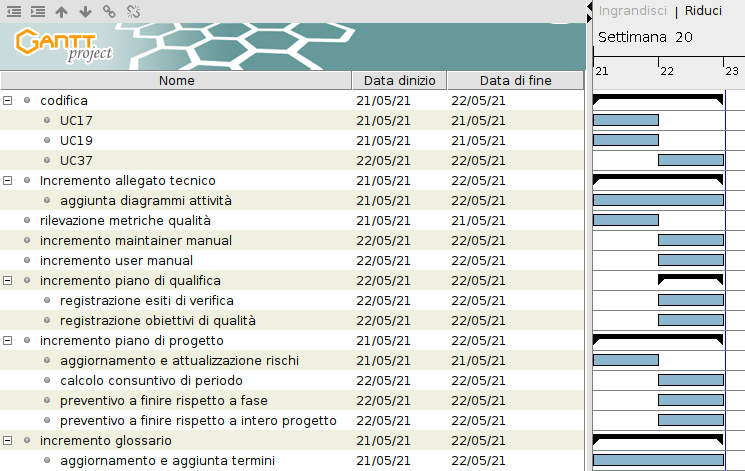 Ingrandisci | Riduci
GANTT project
Settimana 20
21 22 23
Nome Data dinizio Data di fine
codifica 21/05/21 22/05/21
UC17 21/05/21 21/05/21
UC19 21/05/21 21/05/21
UC37 22/05/21 22/05/21
Incremento allegato tecnico 21/05/21 22/05/21
aggiunta diagrammi attività 21/05/21 22/05/21
rilevazione metriche qualità 21/05/21 21/05/21
incremento maintainer manual 22/05/21 22/05/21
incremento user manual 22/05/21 22/05/21
incremento piano di qualifica 22/05/21 22/05/21
registrazione esiti di verifica 22/05/21 22/05/21
registrazione obiettivi di qualità 22/05/21 22/05/21
incremento piano di progetto 21/05/21 22/05/21
aggiornamento e attualizzazione rischi 21/05/21 21/05/21
calcolo consuntivo di periodo 22/05/21 22/05/21
preventivo a finire rispetto a fase 22/05/21 22/05/21
preventivo a finire rispetto a intero progetto 22/05/21 22/05/21
incremento glossario 21/05/21 22/05/21
aggiornamento e aggiunta termini 21/05/21 22/05/21